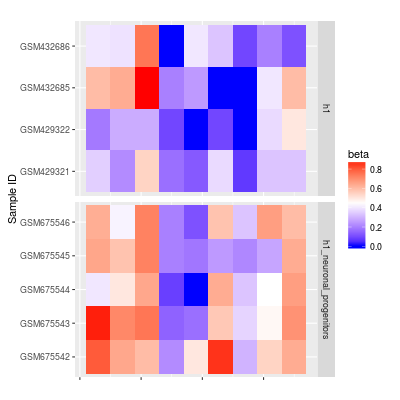 GSM432686
GSM432685
GSM429322
GSM429321
h1
GSM675546
GSM675545
GSM675544
GSM675543
GSM675542
h1_neuronal_progenitors
Sample ID
beta
0.8
0.6
0.4
0.2
0.0